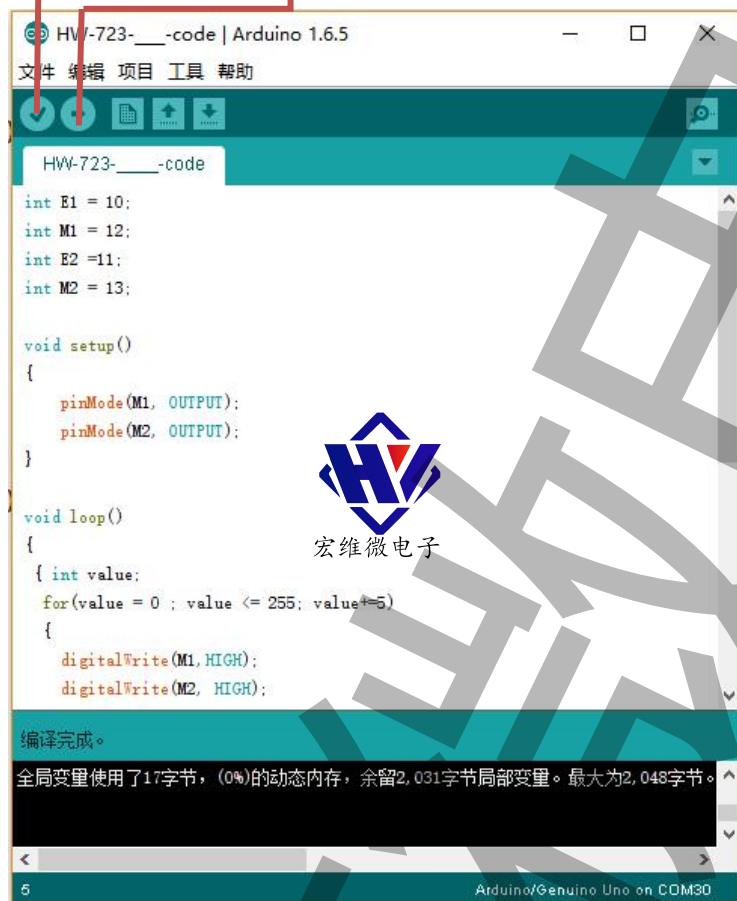 HW-723-___-code | Arduino 1.6.5
文件 编辑 项目 工具 帮助
HW-723-____-code
int E1 = 10;
int M1 = 12;
int E2 =11;
int M2 = 13;
void setup()
{
pinMode(M1, OUTPUT);
pinMode(M2, OUTPUT);
}
void loop()
{
{ int value;
for(value = 0 ; value <= 255; value+=5)
{
digitalWrite(M1,HIGH);
digitalWrite(M2, HIGH);
HW
宏维微电子
编译完成。
全局变量使用了17字节，(0%)的动态内存，余留2,031字节局部变量。最大为2,048字节。
5
Arduino/Genuino Uno on COM30